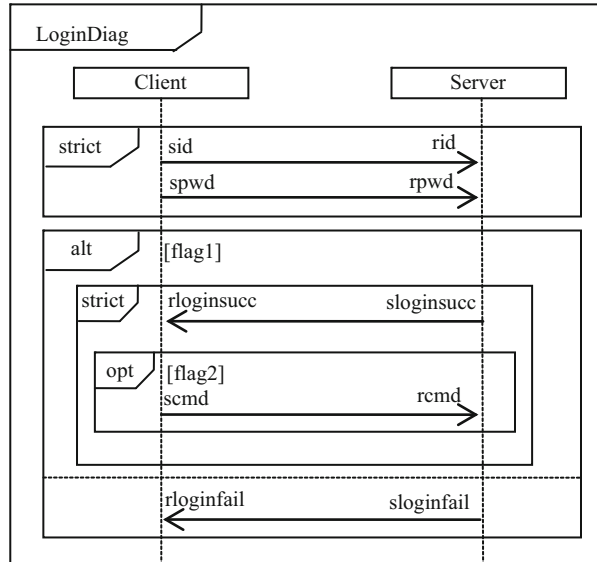 LoginDiag
Client Server
strict
sid rid
spwd rpwd
alt [flag1]
strict rloginsucc sloginsucc
opt [flag2]
scmd rcmd
rloginfail sloginfail